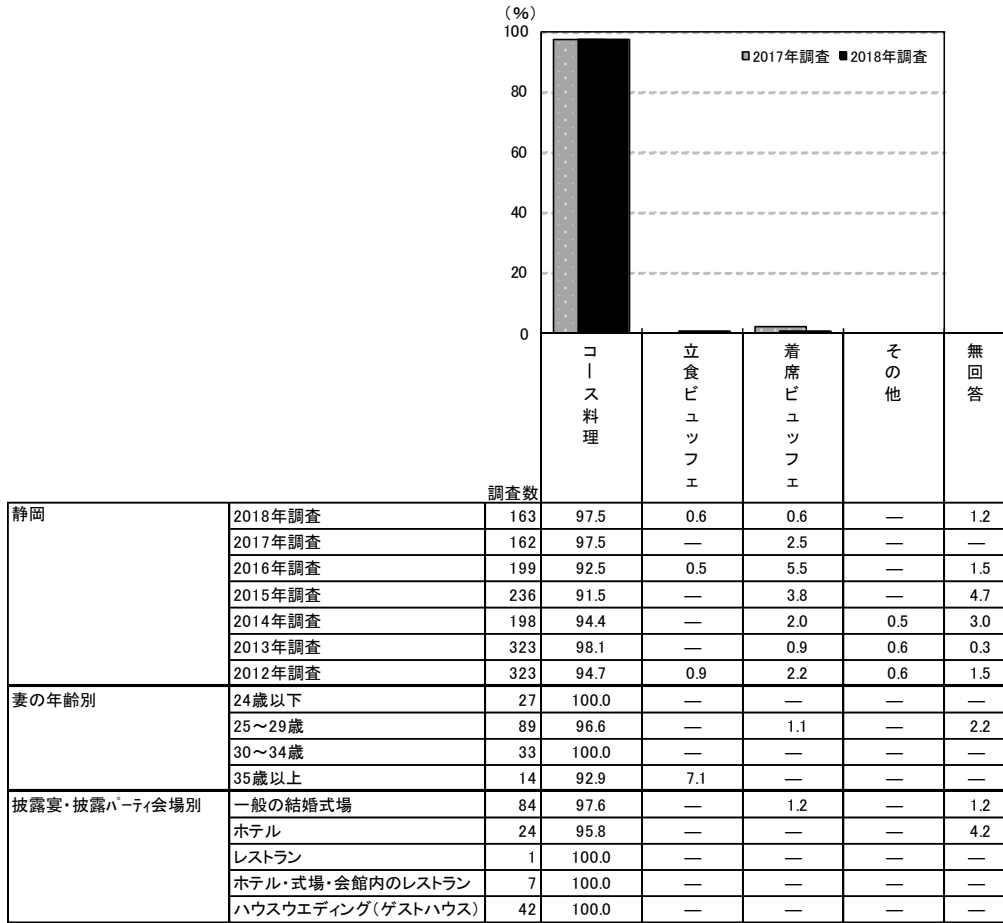 (%)
100
■2017年調査 ■2018年調査
80
60
40
20
0
コース料理
立食ビュッフェ
着席ビュッフェ
その他
無回答
調査数
静岡 2018年調査 163 97.5 0.6 0.6 — 1.2
2017年調査 162 97.5 — 2.5 — —
2016年調査 199 92.5 0.5 5.5 — 1.5
2015年調査 236 91.5 — 3.8 — 4.7
2014年調査 198 94.4 — 2.0 0.5 3.0
2013年調査 323 98.1 — 0.9 0.6 0.3
2012年調査 323 94.7 0.9 2.2 0.6 1.5
妻の年齢別 24歳以下 27 100.0 — — — —
25~29歳 89 96.6 — 1.1 — 2.2
30~34歳 33 100.0 — — — —
35歳以上 14 92.9 7.1 — — —
披露宴・披露パーティ会場別 一般の結婚式場 84 97.6 — 1.2 — 1.2
ホテル 24 95.8 — — — 4.2
レストラン 1 100.0 — — — —
ホテル・式場・会館内のレストラン 7 100.0 — — — —
ハウスウエディング(ゲストハウス) 42 100.0 — — — —